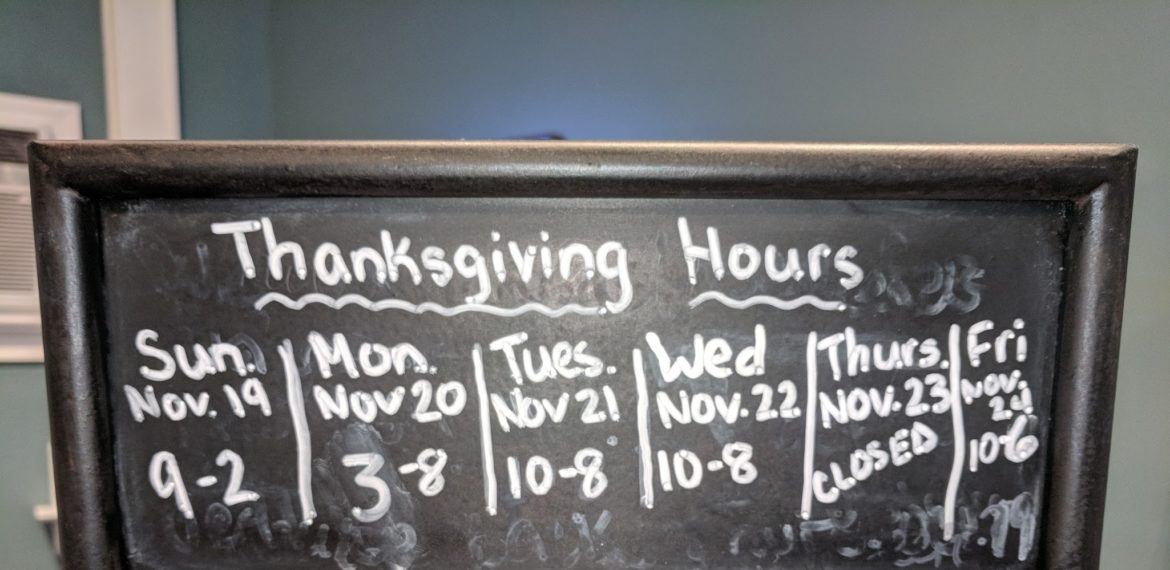 Thanksgiving Hours
Sun.
Nov. 19
9-2
Mon.
Nov 20
3-8
Tues.
Nov 21
10-8
Wed
Nov. 22
10-8
Thurs.
Nov. 23
CLOSED
Fri
Nov.
24
10-6